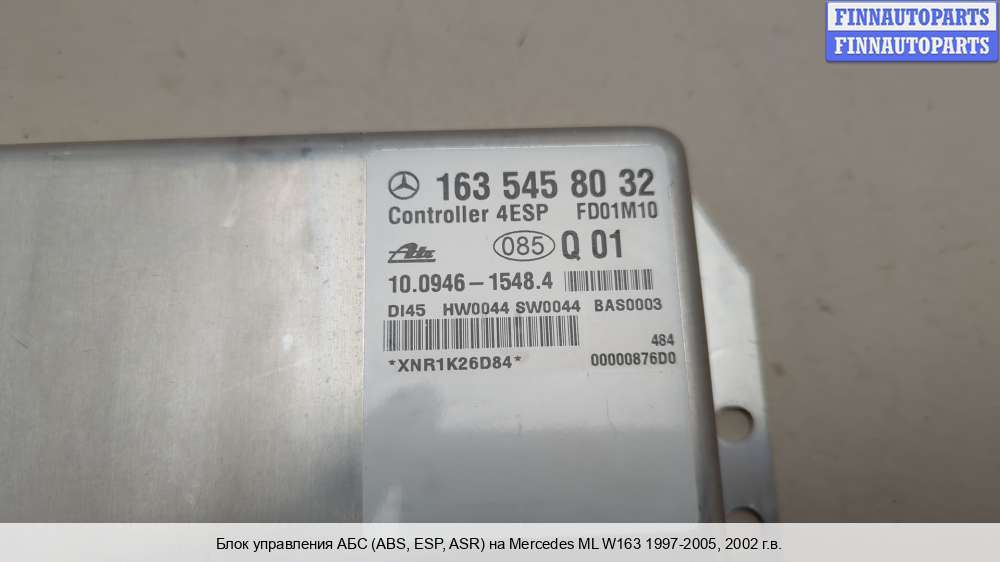 FINNAUTOPARTS
FINNAUTOPARTS
163 545 80 32
Controller 4ESP FD01M10
Ate 085 Q 01
10.0946-1548.4
DI45 HW0044 SW0044 BAS0003
484
*XNR1K26D84* 00000876D0
Блок управления АБС (ABS, ESP, ASR) на Mercedes ML W163 1997-2005, 2002 г.в.